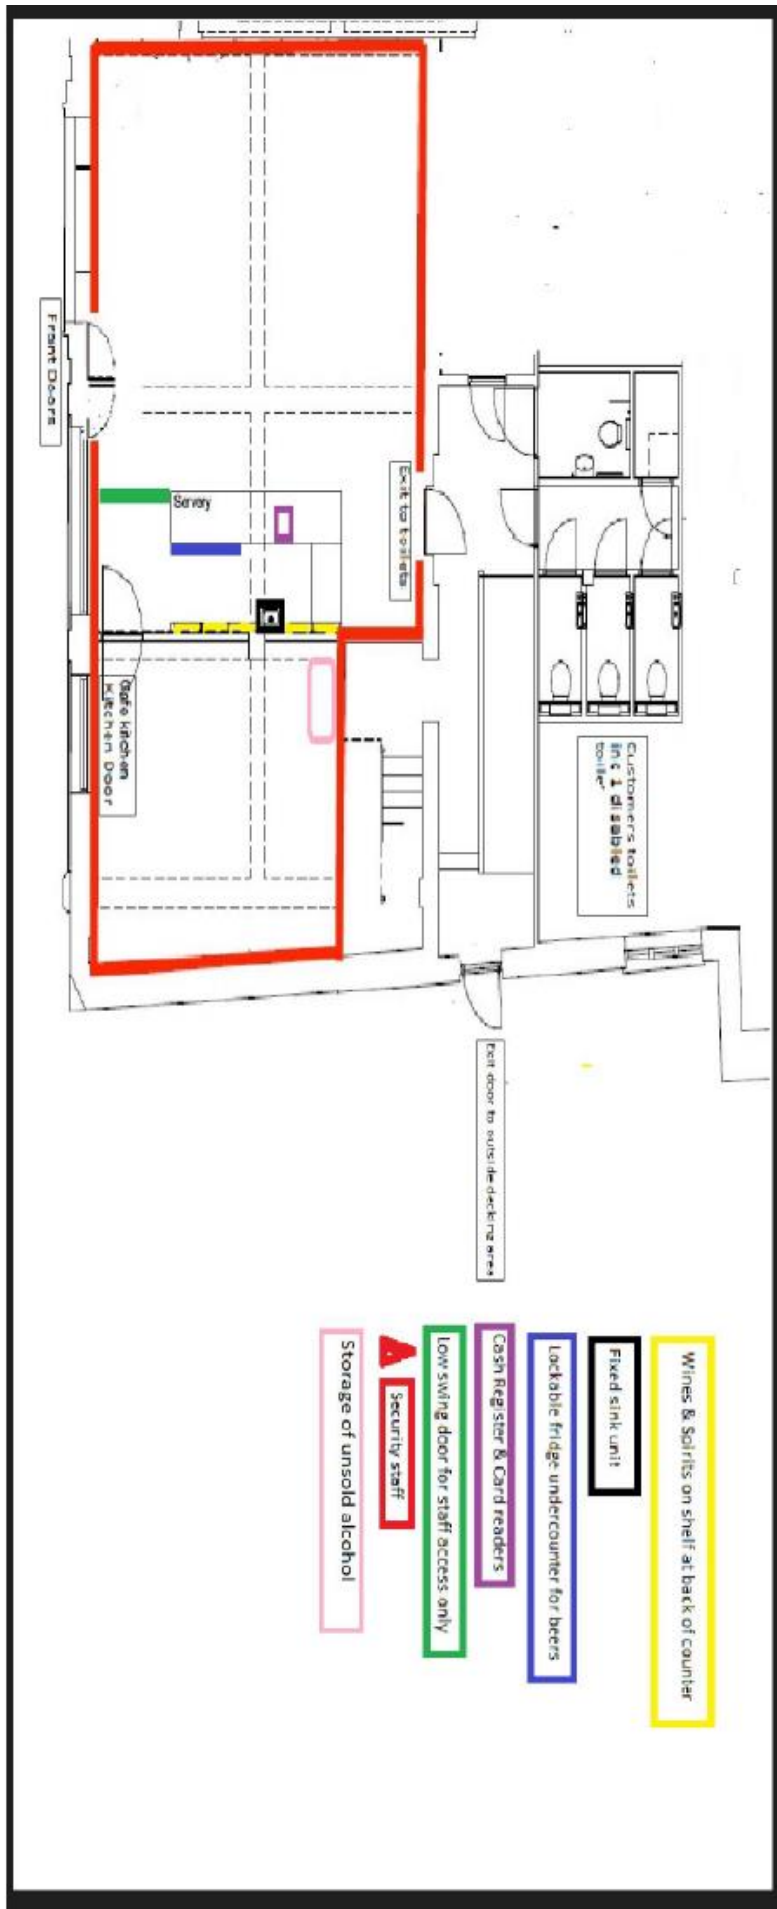 Front Doors
Servery
Exit to toilets
Cafe kitchen
Kitchen Door
Customers toilets
inc 1 disabled
toilet"
Exit door to outside decking area
Wines & Spirits on shelf at back of counter
Fixed sink unit
Lockable fridge undercounter for beers
Cash Register & Card readers
Low swing door for staff access only
Security staff
Storage of unsold alcohol